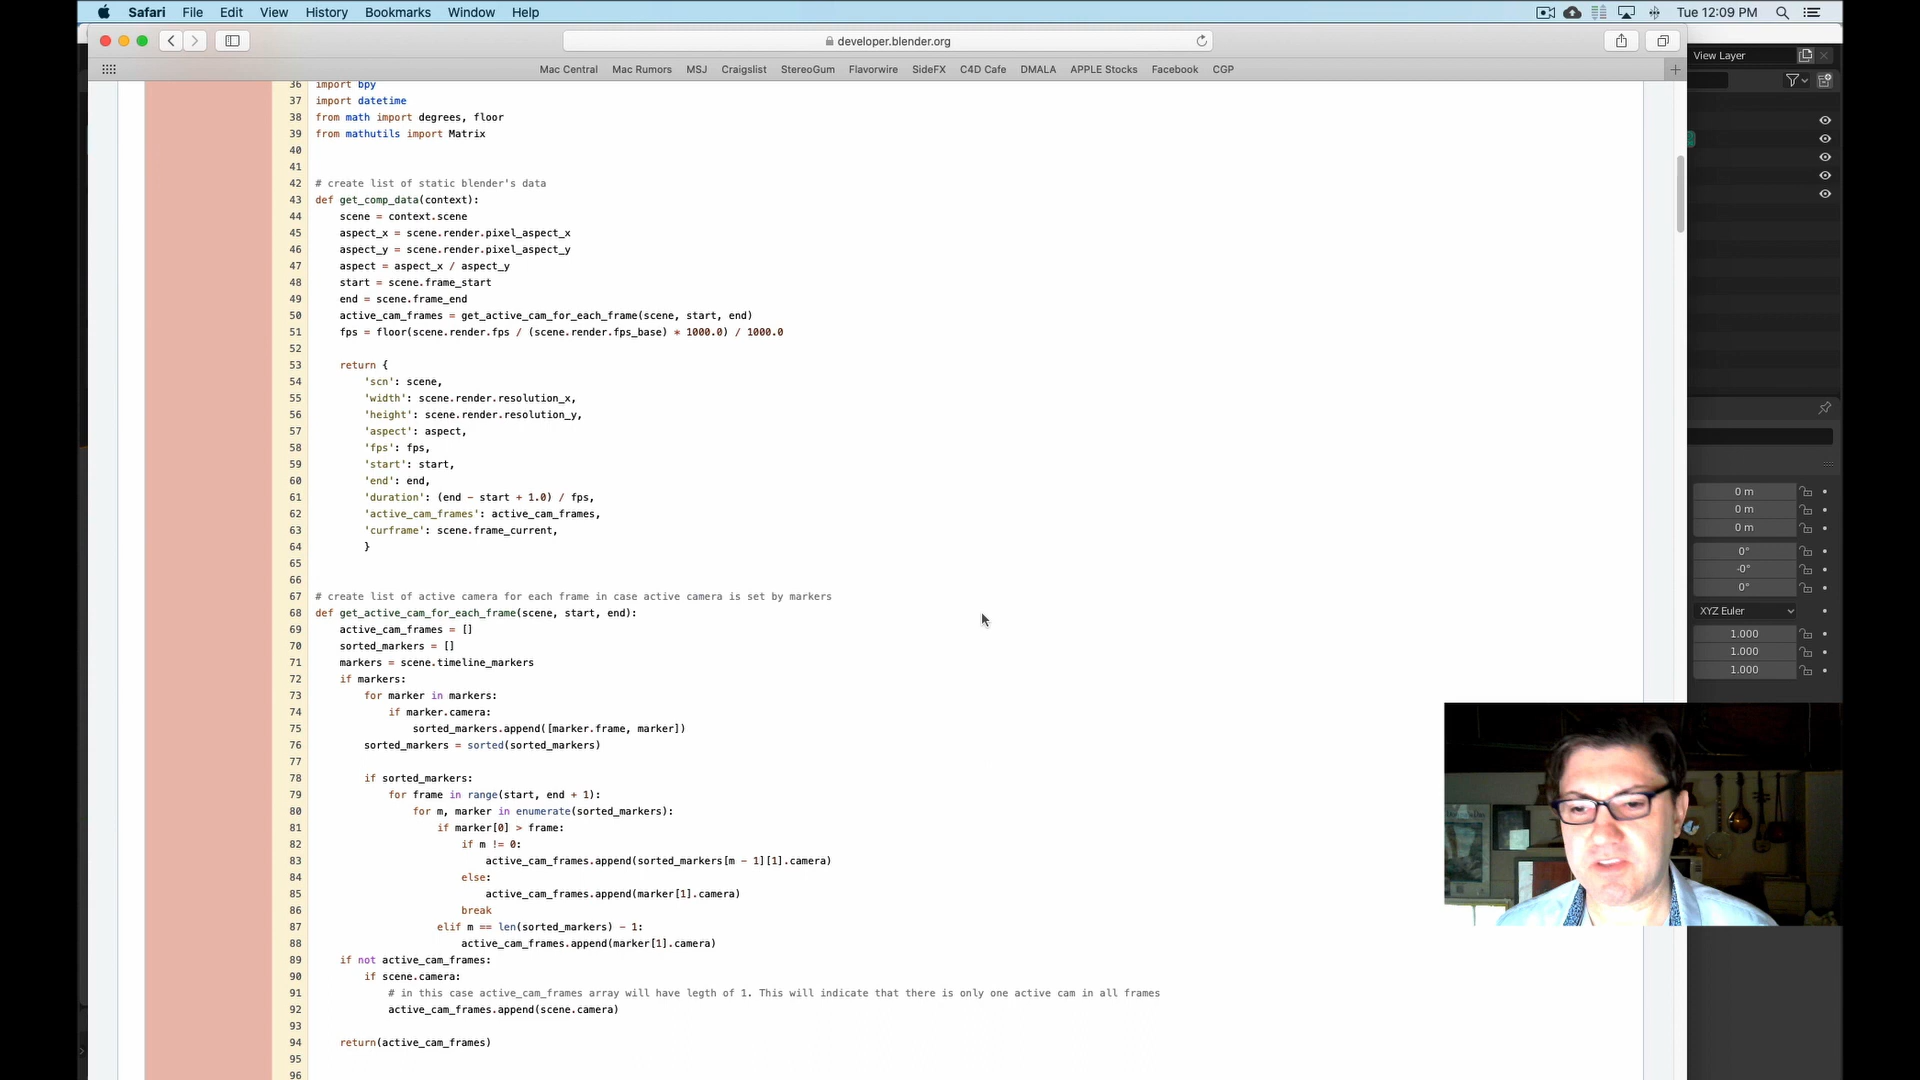 Safari File Edit View History Bookmarks Window Help Tue 12:09 PM
developer.blender.org
View Layer
Mac Central Mac Rumors MSJ Craigslist StereoGum Flavorwire SideFX C4D Cafe DMALA APPLE Stocks Facebook CGP
36 import bpy
37 import datetime
38 from math import degrees, floor
39 from mathutils import Matrix
40
41
42 # create list of static blender's data
43 def get_comp_data(context):
44 scene = context.scene
45 aspect_x = scene.render.pixel_aspect_x
46 aspect_y = scene.render.pixel_aspect_y
47 aspect = aspect_x / aspect_y
48 start = scene.frame_start
49 end = scene.frame_end
50 active_cam_frames = get_active_cam_for_each_frame(scene, start, end)
51 fps = floor(scene.render.fps / (scene.render.fps_base) * 1000.0) / 1000.0
52
53 return {
54 'scn': scene,
55 'width': scene.render.resolution_x,
56 'height': scene.render.resolution_y,
57 'aspect': aspect,
58 'fps': fps,
59 'start': start,
60 'end': end,
61 'duration': (end - start + 1.0) / fps,
62 'active_cam_frames': active_cam_frames,
63 'curframe': scene.frame_current,
64 }
65
66
67 # create list of active camera for each frame in case active camera is set by markers
68 def get_active_cam_for_each_frame(scene, start, end):
69 active_cam_frames = []
70 sorted_markers = []
71 markers = scene.timeline_markers
72 if markers:
73 for marker in markers:
74 if marker.camera:
75 sorted_markers.append([marker.frame, marker])
76 sorted_markers = sorted(sorted_markers)
77
78 if sorted_markers:
79 for frame in range(start, end + 1):
80 for m, marker in enumerate(sorted_markers):
81 if marker[0] > frame:
82 if m != 0:
83 active_cam_frames.append(sorted_markers[m - 1][1].camera)
84 else:
85 active_cam_frames.append(marker[1].camera)
86 break
87 elif m == len(sorted_markers) - 1:
88 active_cam_frames.append(marker[1].camera)
89 if not active_cam_frames:
90 if scene.camera:
91 # in this case active_cam_frames array will have legth of 1. This will indicate that there is only one active cam in all frames
92 active_cam_frames.append(scene.camera)
93
94 return(active_cam_frames)
95
96
0 m
0 m
0 m
0°
-0°
0°
XYZ Euler
1.000
1.000
1.000